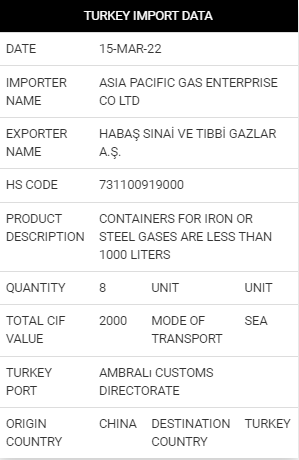 TURKEY IMPORT DATA
DATE 15-MAR-22
IMPORTER ASIA PACIFIC GAS ENTERPRISE
NAME CO LTD
EXPORTER HABAŞ SINAİ VE TIBBİ GAZLAR
NAME A.Ş.
HS CODE 731100919000
PRODUCT CONTAINERS FOR IRON OR
DESCRIPTION STEEL GASES ARE LESS THAN
1000 LITERS
QUANTITY 8 UNIT UNIT
TOTAL CIF 2000 MODE OF SEA
VALUE TRANSPORT
TURKEY AMBRALı CUSTOMS
PORT DIRECTORATE
ORIGIN CHINA DESTINATION TURKEY
COUNTRY COUNTRY